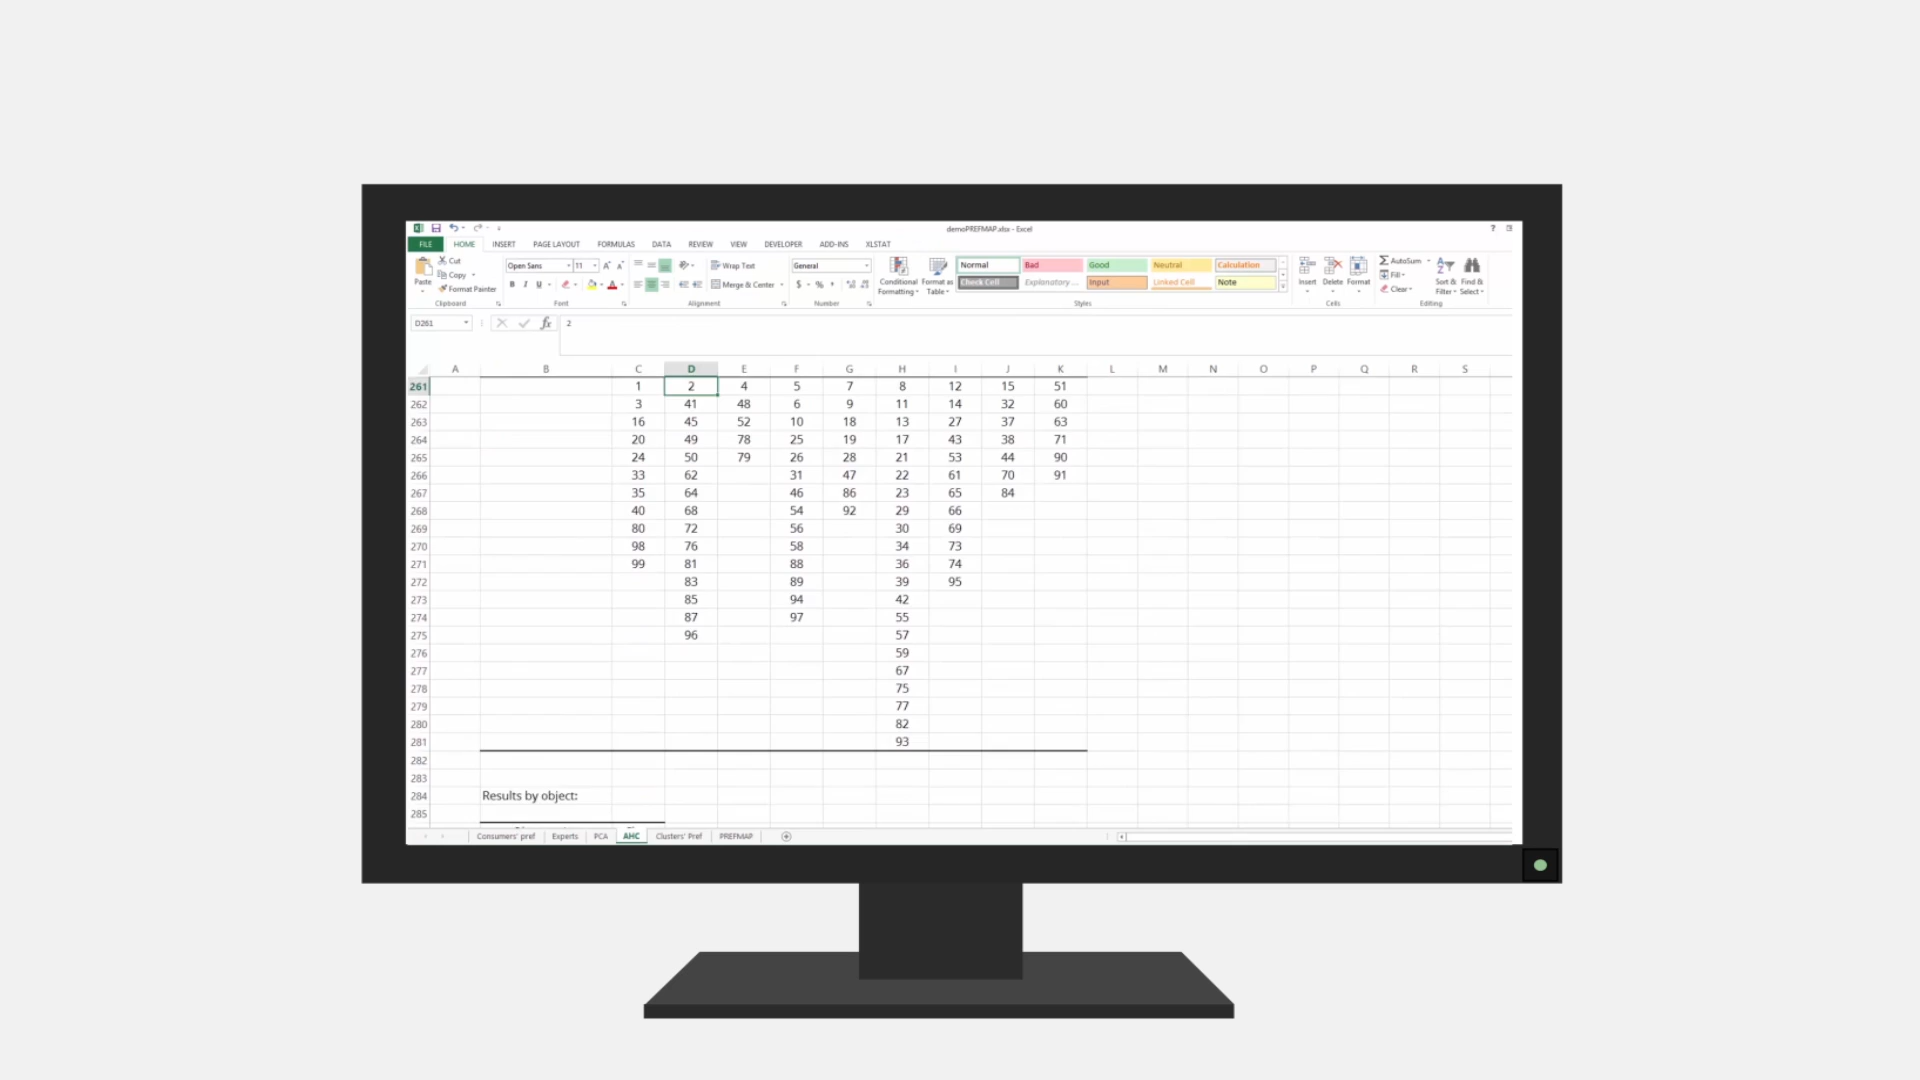 demoPREFMAP.xlsx - Excel
?
FILE HOME INSERT PAGE LAYOUT FORMULAS DATA REVIEW VIEW DEVELOPER ADD-INS XLSTAT
Paste
Cut
Copy
Format Painter
Clipboard
Open Sans 11
B I U
Font
Wrap Text
Merge & Center
Alignment
General
$ % ,
Number
Conditional Formatting
Format as Table
Normal Bad Good Neutral Calculation
Check Cell Explanatory ... Input Linked Cell Note
Styles
Insert Delete Format
Cells
AutoSum
Fill
Clear
Sort & Filter
Find & Select
Editing
D261 fx 2
A B C D E F G H I J K L M N O P Q R S
261 1 2 4 5 7 8 12 15 51
262 3 41 48 6 9 11 14 32 60
263 16 45 52 10 18 13 27 37 63
264 20 49 78 25 19 17 43 38 71
265 24 50 79 26 28 21 53 44 90
266 33 62 31 47 22 61 70 91
267 35 64 46 86 23 65 84
268 40 68 54 92 29 66
269 80 72 56 30 69
270 98 76 58 34 73
271 99 81 88 36 74
272 83 89 39 95
273 85 94 42
274 87 97 55
275 96 57
276 59
277 67
278 75
279 77
280 82
281 93
282
283
284 Results by object:
285
Consumers' pref Experts PCA AHC Clusters' Pref PREFMAP